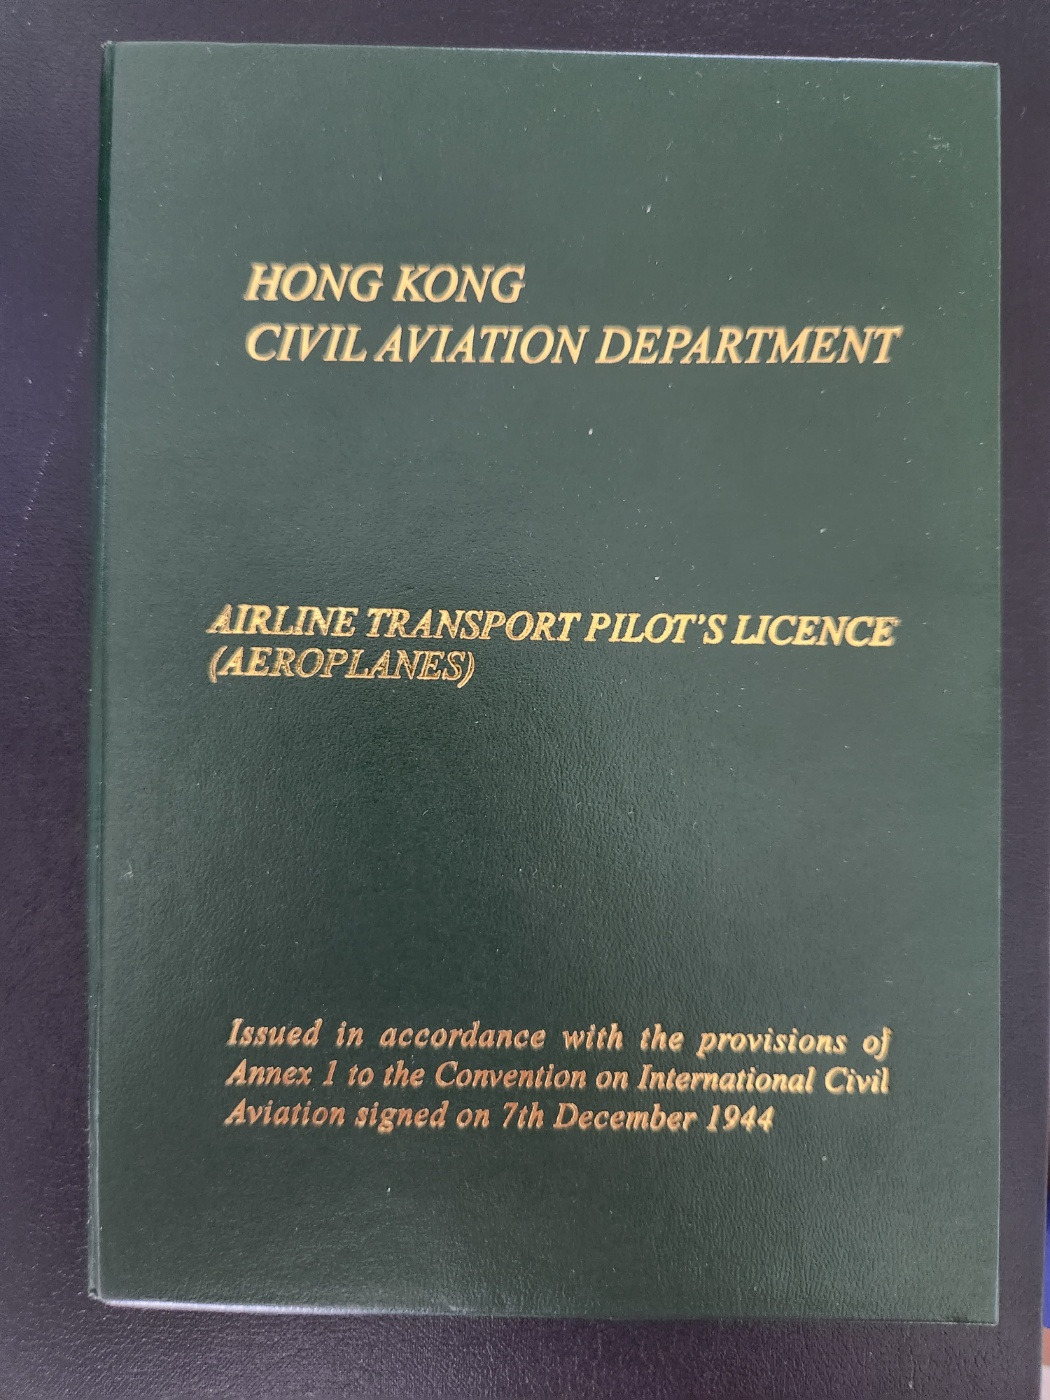 HONG KONG
CIVIL AVIATION DEPARTMENT
AIRLINE TRANSPORT PILOT'S LICENCE
(AEROPLANES)
Issued in accordance with the provisions of
Annex 1 to the Convention on International Civil
Aviation signed on 7th December 1944